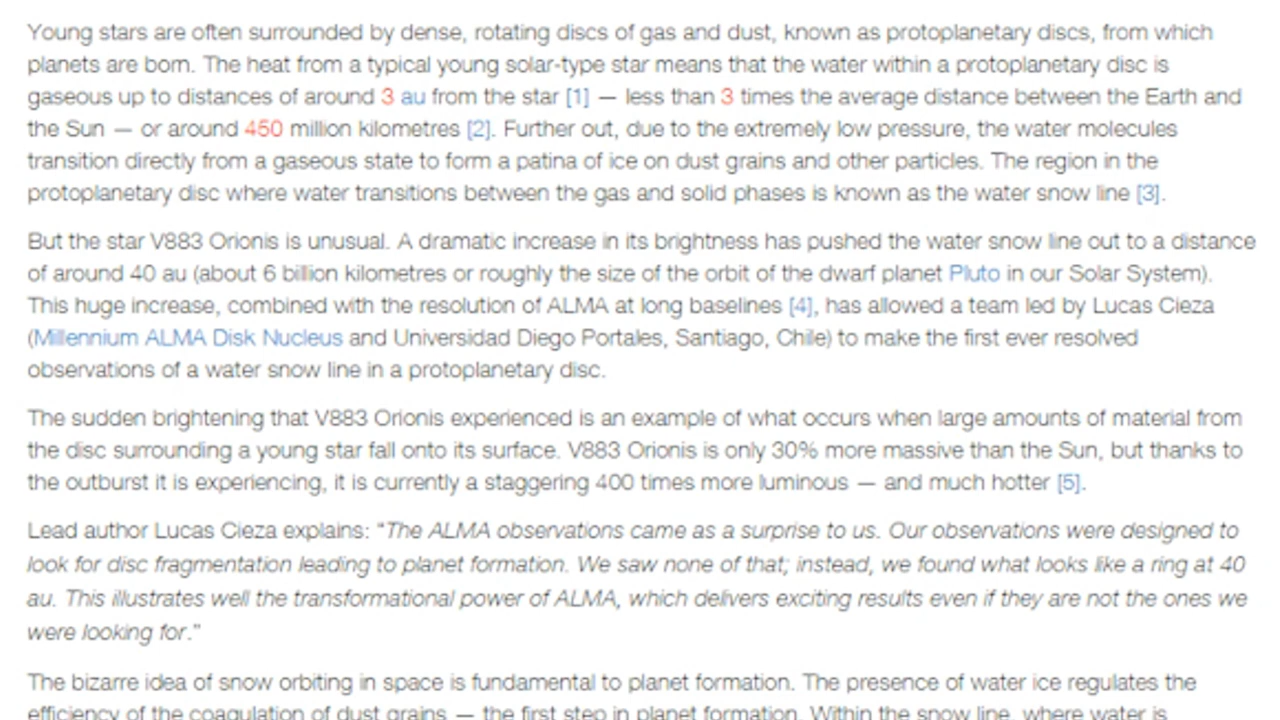 Young stars are often surrounded by dense, rotating discs of gas and dust, known as protoplanetary discs, from which
planets are born. The heat from a typical young solar-type star means that the water within a protoplanetary disc is
gaseous up to distances of around 3 au from the star [1] — less than 3 times the average distance between the Earth and
the Sun — or around 450 million kilometres [2]. Further out, due to the extremely low pressure, the water molecules
transition directly from a gaseous state to form a patina of ice on dust grains and other particles. The region in the
protoplanetary disc where water transitions between the gas and solid phases is known as the water snow line [3].
But the star V883 Orionis is unusual. A dramatic increase in its brightness has pushed the water snow line out to a distance
of around 40 au (about 6 billion kilometres or roughly the size of the orbit of the dwarf planet Pluto in our Solar System).
This huge increase, combined with the resolution of ALMA at long baselines [4], has allowed a team led by Lucas Cieza
(Millennium ALMA Disk Nucleus and Universidad Diego Portales, Santiago, Chile) to make the first ever resolved
observations of a water snow line in a protoplanetary disc.
The sudden brightening that V883 Orionis experienced is an example of what occurs when large amounts of material from
the disc surrounding a young star fall onto its surface. V883 Orionis is only 30% more massive than the Sun, but thanks to
the outburst it is experiencing, it is currently a staggering 400 times more luminous — and much hotter [5].
Lead author Lucas Cieza explains: “The ALMA observations came as a surprise to us. Our observations were designed to
look for disc fragmentation leading to planet formation. We saw none of that; instead, we found what looks like a ring at 40
au. This illustrates well the transformational power of ALMA, which delivers exciting results even if they are not the ones we
were looking for.”
The bizarre idea of snow orbiting in space is fundamental to planet formation. The presence of water ice regulates the
efficiency of the coagulation of dust grains — the first step in planet formation. Within the snow line, where water is